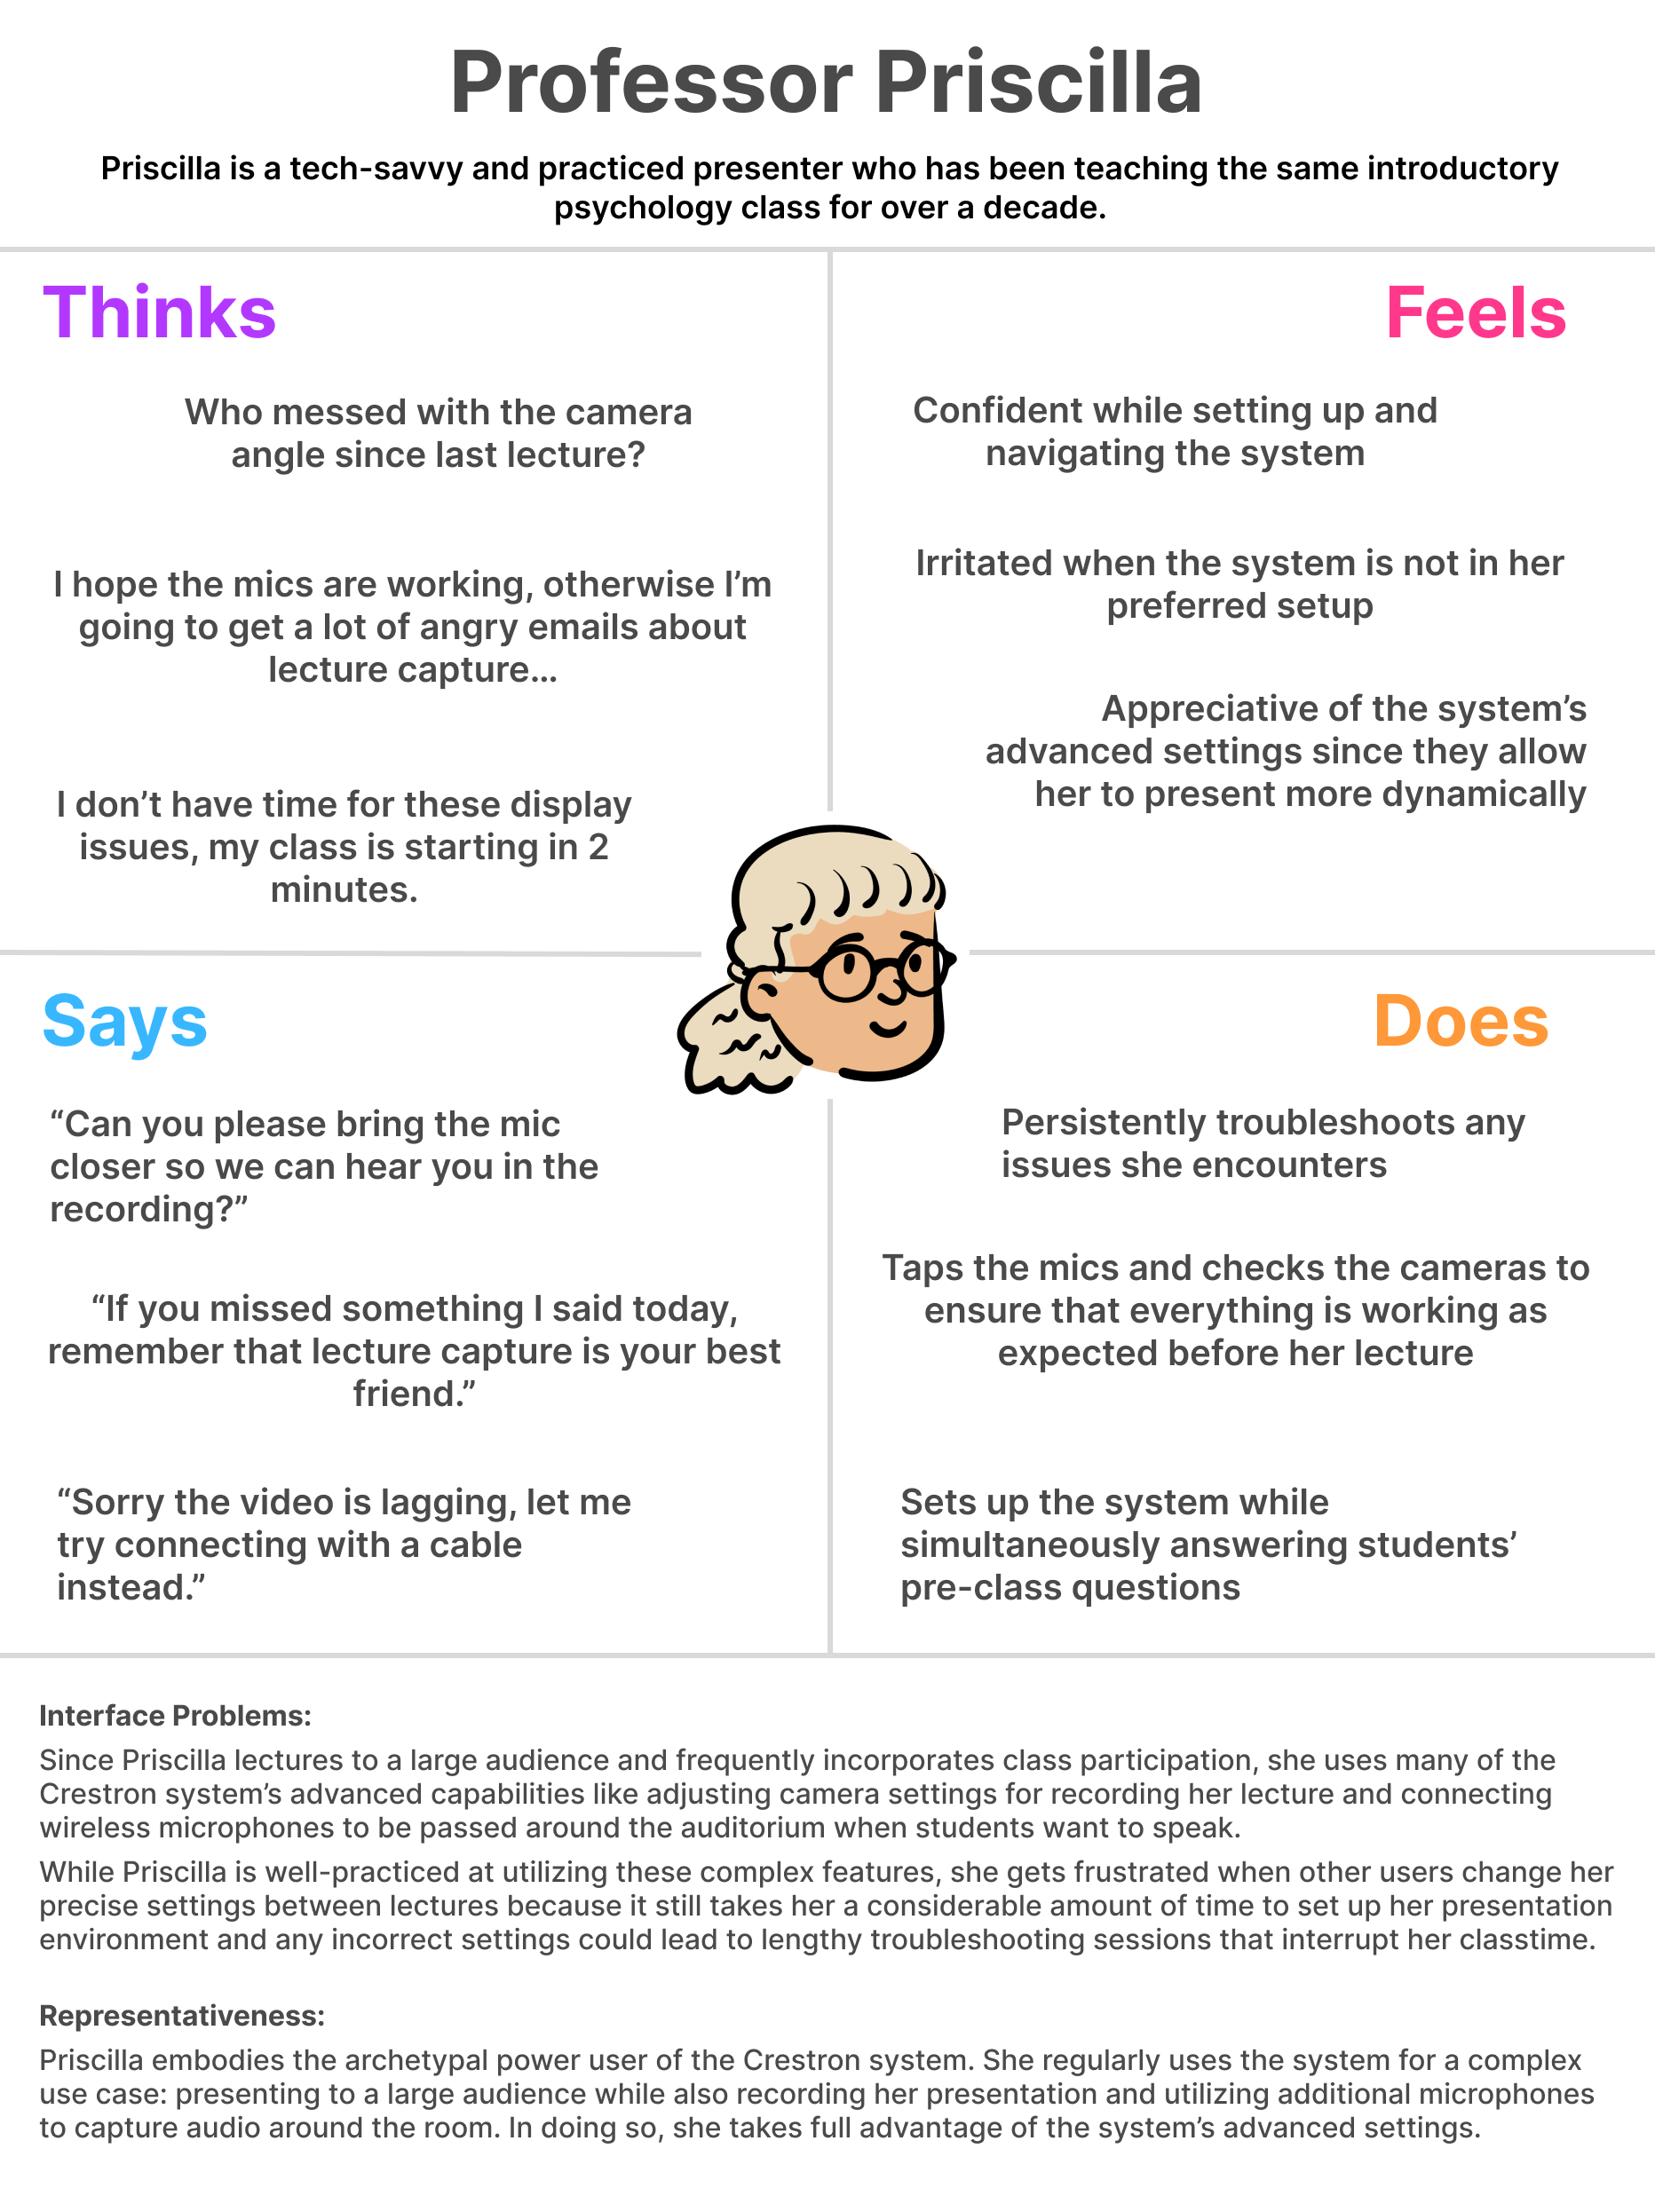 Professor Priscilla
Priscilla is a tech-savvy and practiced presenter who has been teaching the same introductory
psychology class for over a decade.
Thinks
Who messed with the camera
angle since last lecture?
I hope the mics are working, otherwise I’m
going to get a lot of angry emails about
lecture capture...
I don’t have time for these display
issues, my class is starting in 2
minutes.
Feels
Confident while setting up and
navigating the system
Irritated when the system is not in her
preferred setup
Appreciative of the system’s
advanced settings since they allow
her to present more dynamically
Says
“Can you please bring the mic
closer so we can hear you in the
recording?”
“If you missed something I said today,
remember that lecture capture is your best
friend.”
“Sorry the video is lagging, let me
try connecting with a cable
instead.”
Does
Persistently troubleshoots any
issues she encounters
Taps the mics and checks the cameras to
ensure that everything is working as
expected before her lecture
Sets up the system while
simultaneously answering students’
pre-class questions
Interface Problems:
Since Priscilla lectures to a large audience and frequently incorporates class participation, she uses many of the
Crestron system’s advanced capabilities like adjusting camera settings for recording her lecture and connecting
wireless microphones to be passed around the auditorium when students want to speak.
While Priscilla is well-practiced at utilizing these complex features, she gets frustrated when other users change her
precise settings between lectures because it still takes her a considerable amount of time to set up her presentation
environment and any incorrect settings could lead to lengthy troubleshooting sessions that interrupt her classtime.
Representativeness:
Priscilla embodies the archetypal power user of the Crestron system. She regularly uses the system for a complex
use case: presenting to a large audience while also recording her presentation and utilizing additional microphones
to capture audio around the room. In doing so, she takes full advantage of the system’s advanced settings.